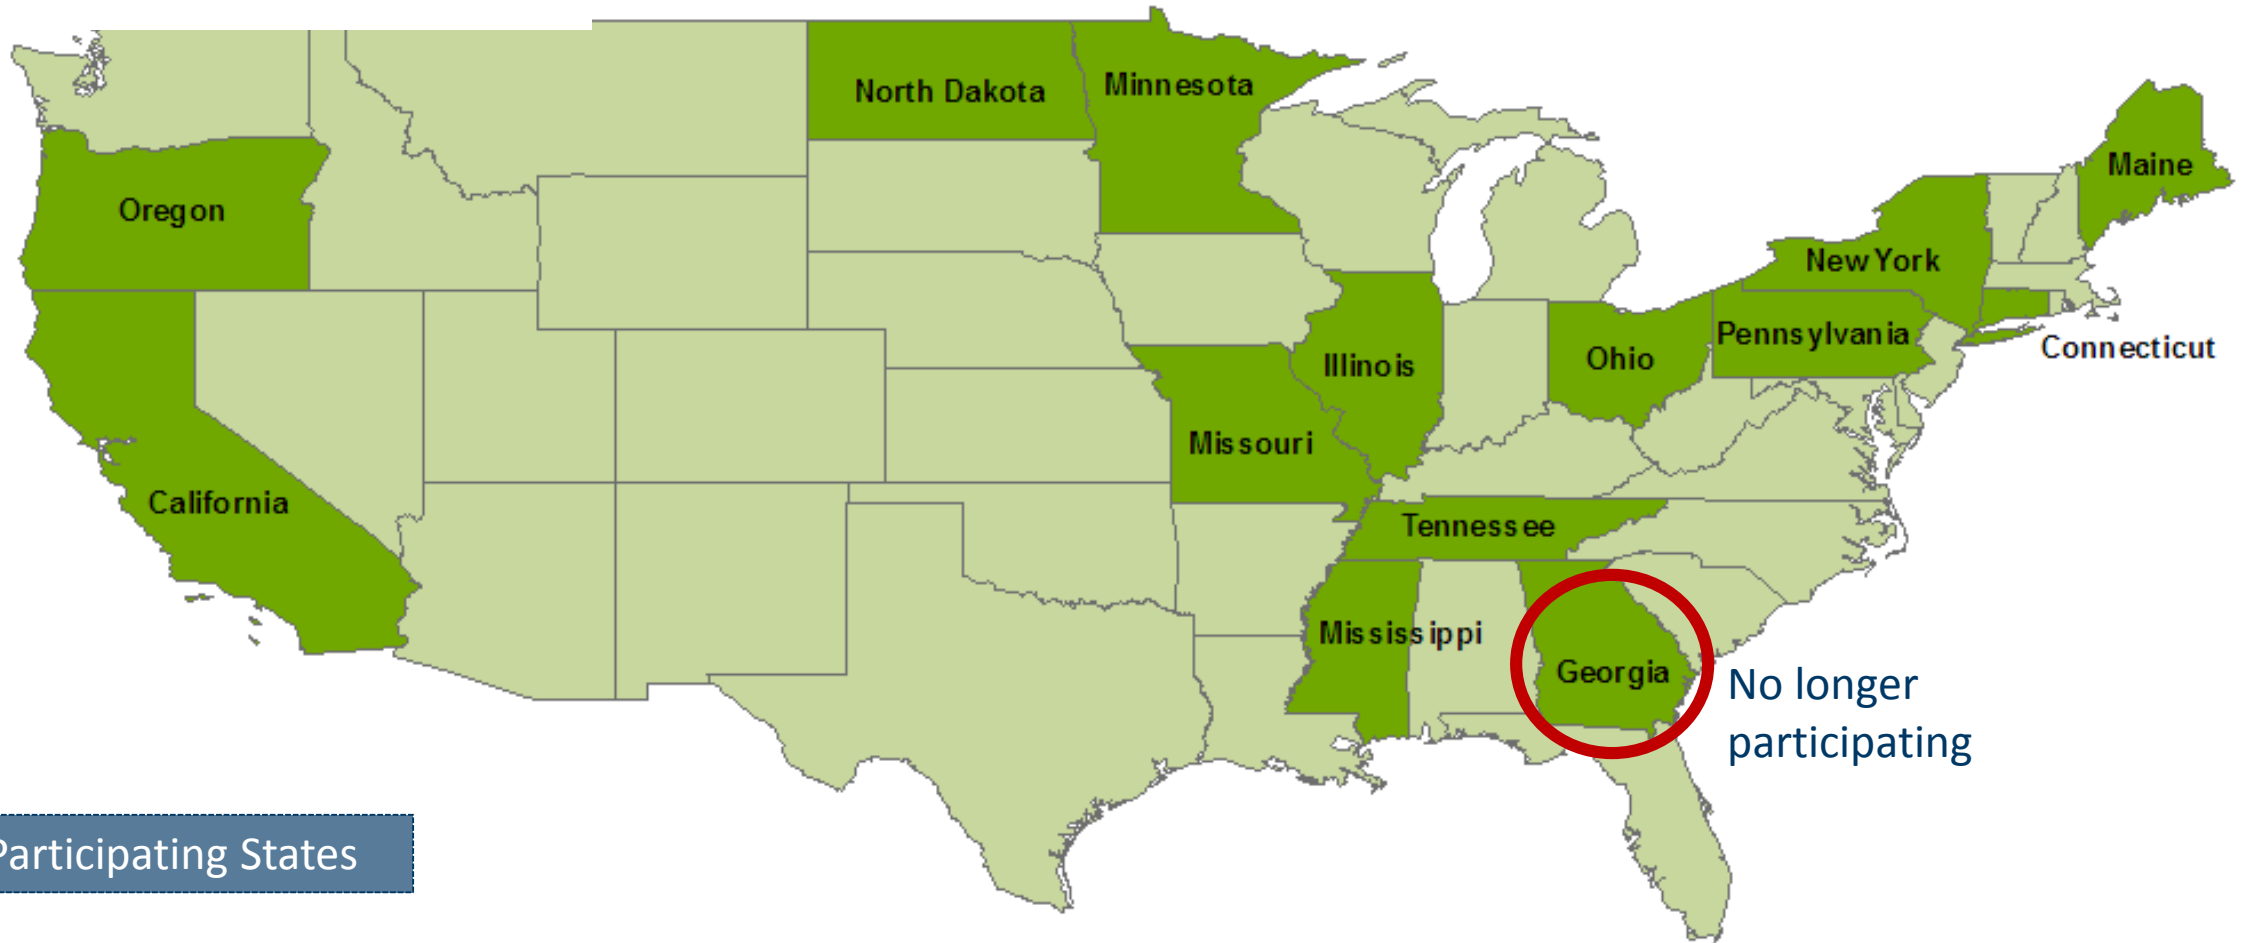 North Dakota
Minnesota
Maine
Oregon
New York
Pennsylvania
Connecticut
Illinois
Ohio
Missouri
California
Tennessee
Mississippi
Georgia
No longer
participating
Participating States